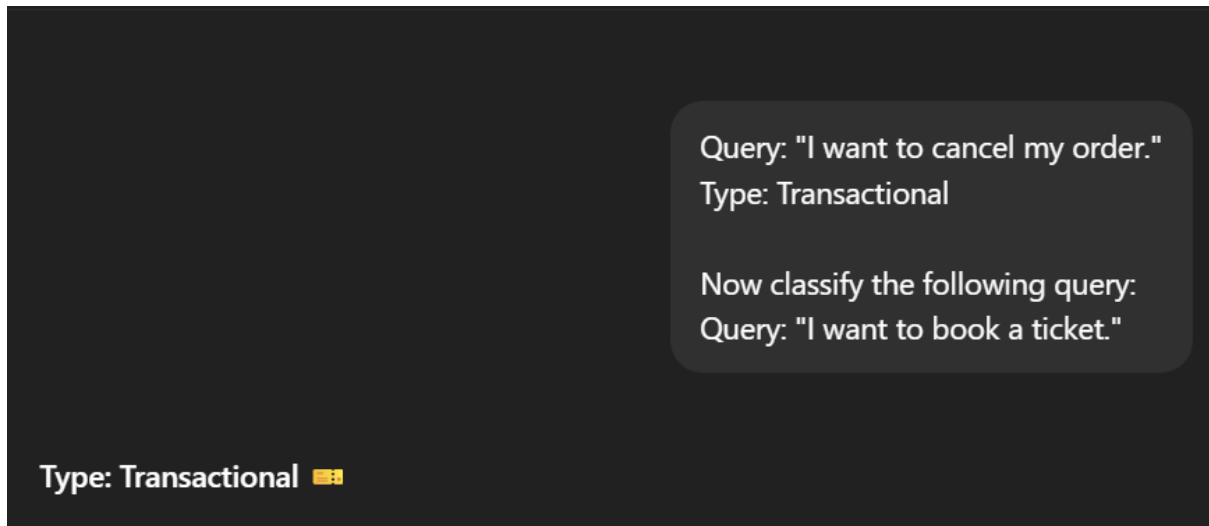 Query: "I want to cancel my order."
Type: Transactional
Now classify the following query:
Query: "I want to book a ticket."
Type: Transactional 🎫